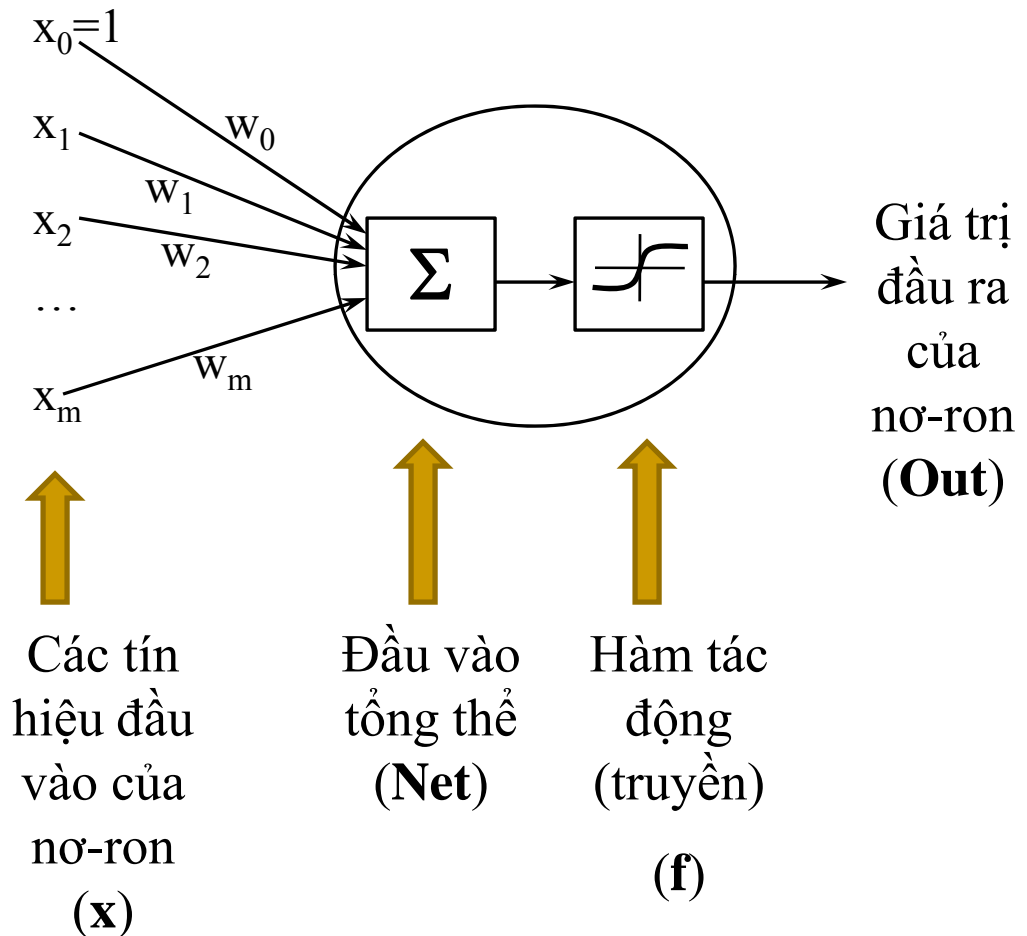 x₀=1
w₀
x₁
w₁
x₂
w₂
…
xₘ
wₘ
Σ
Giá trị
đầu ra
của
nơ-ron
(Out)
Các tín
hiệu đầu
vào của
nơ-ron
(x)
Đầu vào
tổng thể
(Net)
Hàm tác
động
(truyền)
(f)